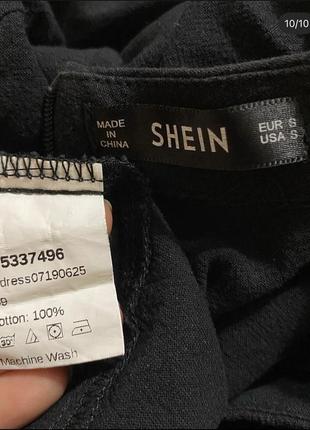 10/10
MADE
IN
CHINA
SHEIN
EUR S
USA S
5337496
dress07190625
9
otton: 100%
30°
Machine Wash